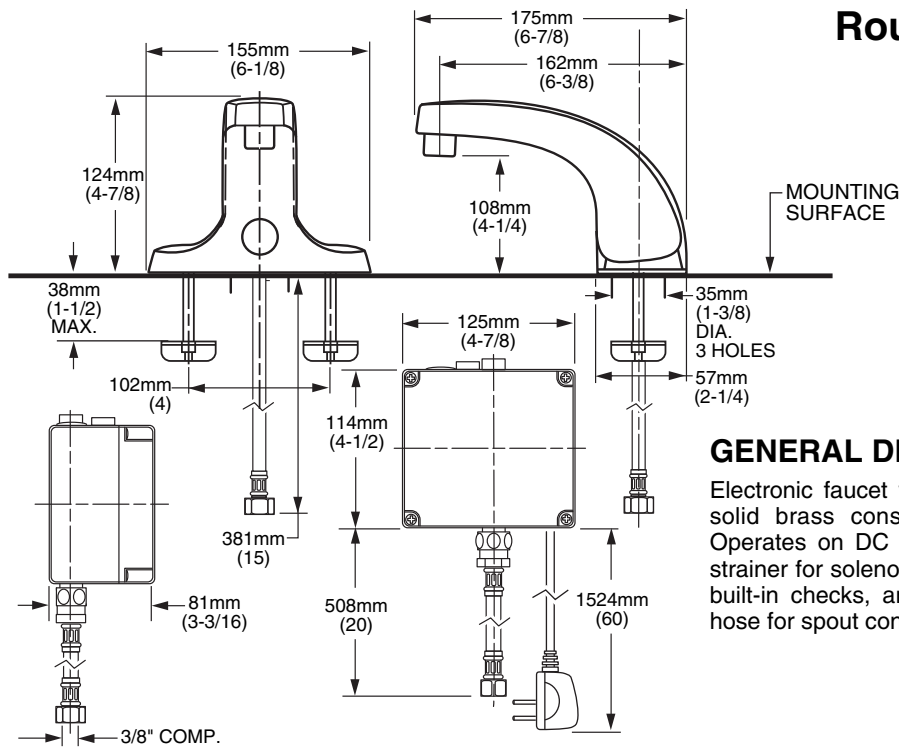 Rou
175mm
(6-7/8)
155mm
(6-1/8)
162mm
(6-3/8)
124mm
(4-7/8)
108mm
(4-1/4)
MOUNTING
SURFACE
38mm
(1-1/2)
MAX.
35mm
(1-3/8)
DIA.
3 HOLES
125mm
(4-7/8)
102mm
(4)
57mm
(2-1/4)
114mm
(4-1/2)
GENERAL DE
Electronic faucet
solid brass cons
Operates on DC
strainer for soleno
built-in checks, an
hose for spout con
381mm
(15)
81mm
(3-3/16)
508mm
(20)
1524mm
(60)
3/8" COMP.